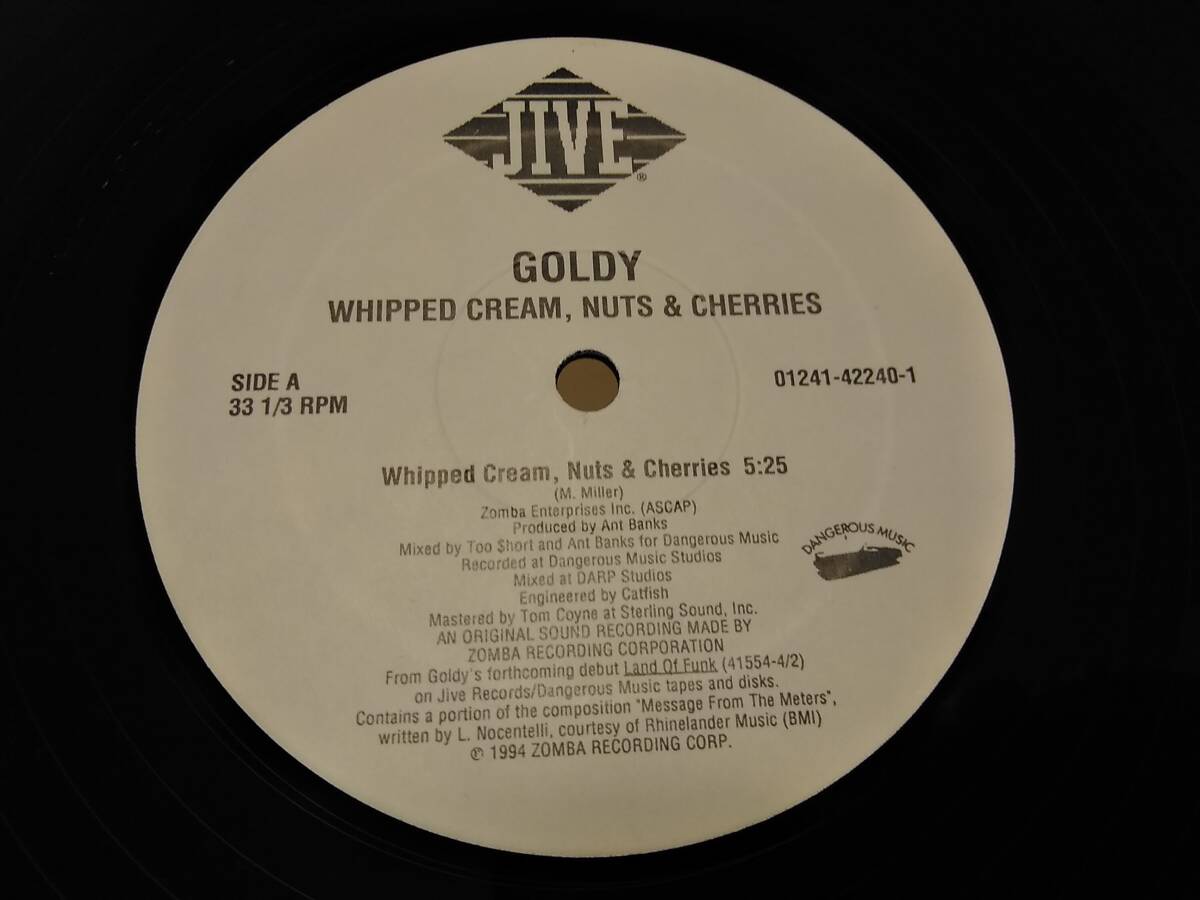 JIVE®
GOLDY
WHIPPED CREAM, NUTS & CHERRIES
SIDE A
33 1/3 RPM
01241-42240-1
Whipped Cream, Nuts & Cherries 5:25
(M. Miller)
Zomba Enterprises Inc. (ASCAP)
Produced by Ant Banks
Mixed by Too $hort and Ant Banks for Dangerous Music
Recorded at Dangerous Music Studios
Mixed at DARP Studios
Engineered by Catfish
Mastered by Tom Coyne at Sterling Sound, Inc.
AN ORIGINAL SOUND RECORDING MADE BY
ZOMBA RECORDING CORPORATION
From Goldy's forthcoming debut Land Of Funk (41554-4/2)
on Jive Records/Dangerous Music tapes and disks.
Contains a portion of the composition "Message From The Meters",
written by L. Nocentelli, courtesy of Rhinelander Music (BMI)
℗ 1994 ZOMBA RECORDING CORP.
DANGEROUS MUSIC